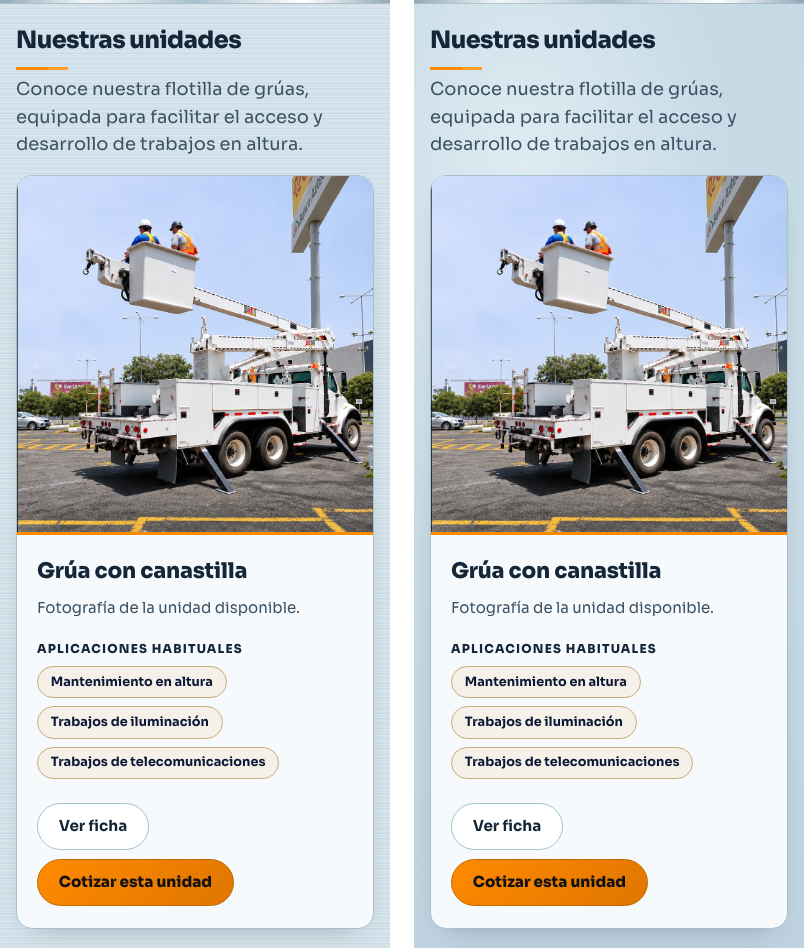 Nuestras unidades
Conoce nuestra flotilla de grúas,
equipada para facilitar el acceso y
desarrollo de trabajos en altura.
Grúa con canastilla
Fotografía de la unidad disponible.
APLICACIONES HABITUALES
Mantenimiento en altura
Trabajos de iluminación
Trabajos de telecomunicaciones
Ver ficha
Cotizar esta unidad
Nuestras unidades
Conoce nuestra flotilla de grúas,
equipada para facilitar el acceso y
desarrollo de trabajos en altura.
Grúa con canastilla
Fotografía de la unidad disponible.
APLICACIONES HABITUALES
Mantenimiento en altura
Trabajos de iluminación
Trabajos de telecomunicaciones
Ver ficha
Cotizar esta unidad